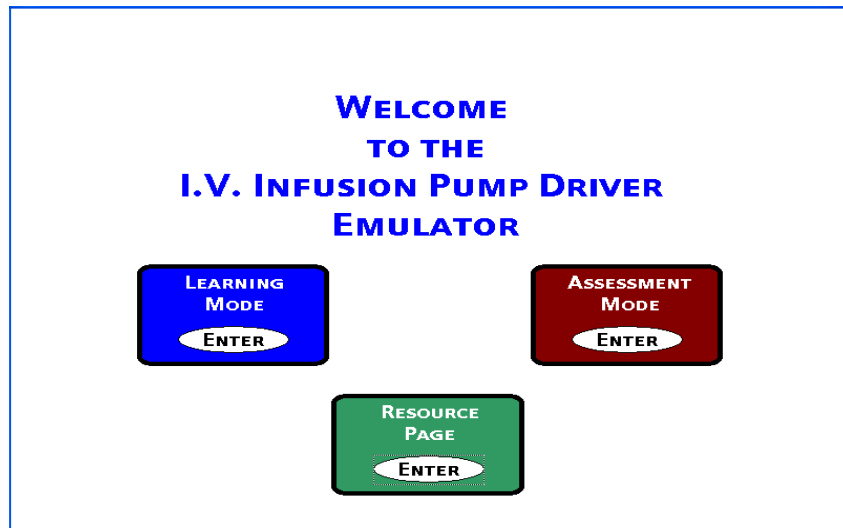 Welcome
to the
I.V. Infusion Pump Driver
Emulator
Learning
Mode
Enter
Assessment
Mode
Enter
Resource
Page
Enter